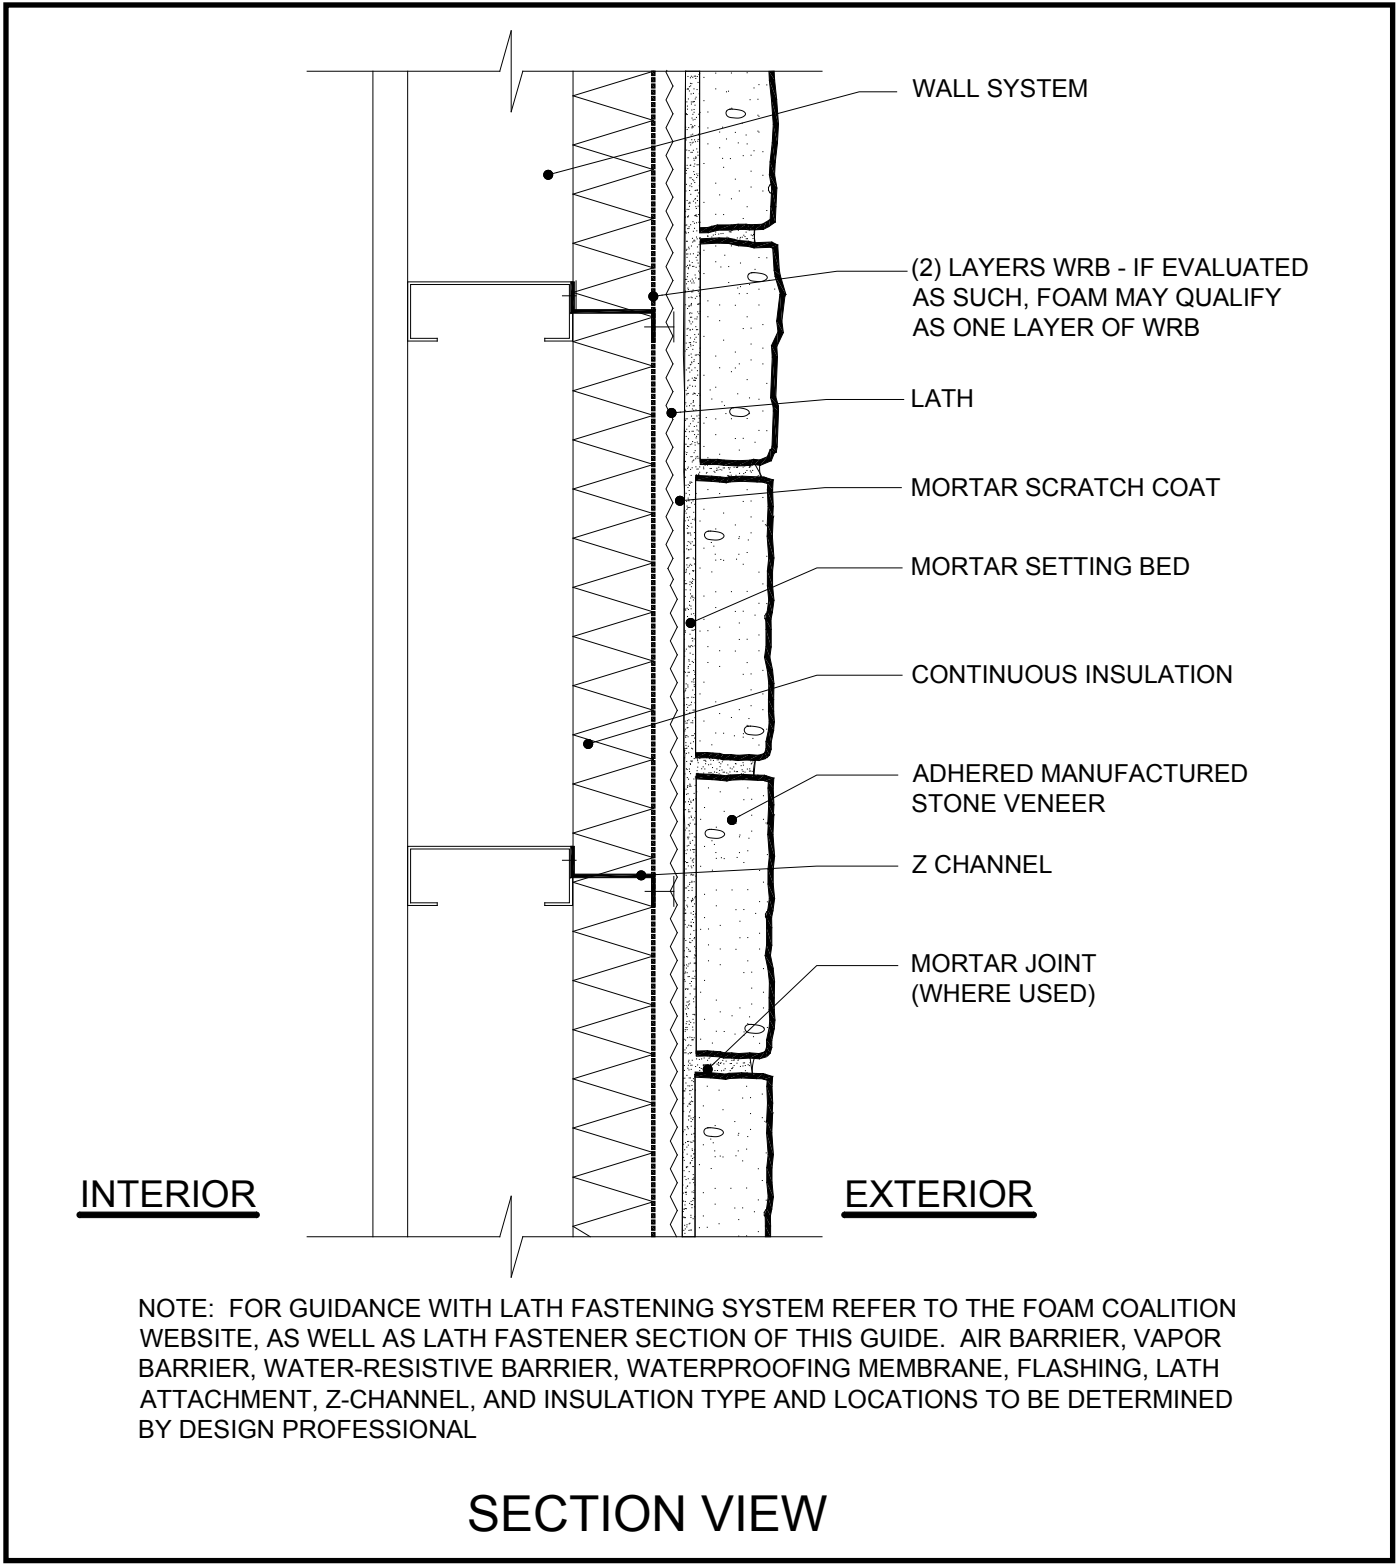 WALL SYSTEM
(2) LAYERS WRB - IF EVALUATED
AS SUCH, FOAM MAY QUALIFY
AS ONE LAYER OF WRB
LATH
MORTAR SCRATCH COAT
MORTAR SETTING BED
CONTINUOUS INSULATION
ADHERED MANUFACTURED
STONE VENEER
Z CHANNEL
MORTAR JOINT
(WHERE USED)
INTERIOR
EXTERIOR
NOTE: FOR GUIDANCE WITH LATH FASTENING SYSTEM REFER TO THE FOAM COALITION
WEBSITE, AS WELL AS LATH FASTENER SECTION OF THIS GUIDE. AIR BARRIER, VAPOR
BARRIER, WATER-RESISTIVE BARRIER, WATERPROOFING MEMBRANE, FLASHING, LATH
ATTACHMENT, Z-CHANNEL, AND INSULATION TYPE AND LOCATIONS TO BE DETERMINED
BY DESIGN PROFESSIONAL
SECTION VIEW